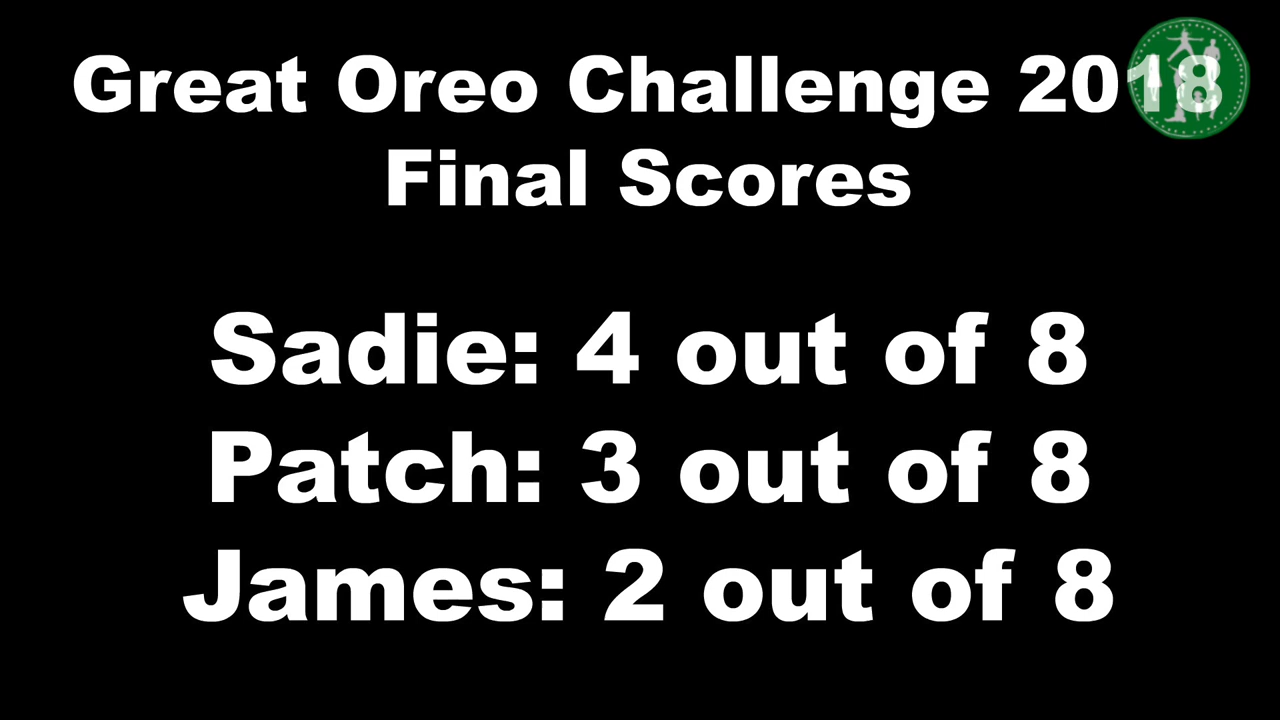 Great Oreo Challenge 2018
Final Scores
Sadie: 4 out of 8
Patch: 3 out of 8
James: 2 out of 8